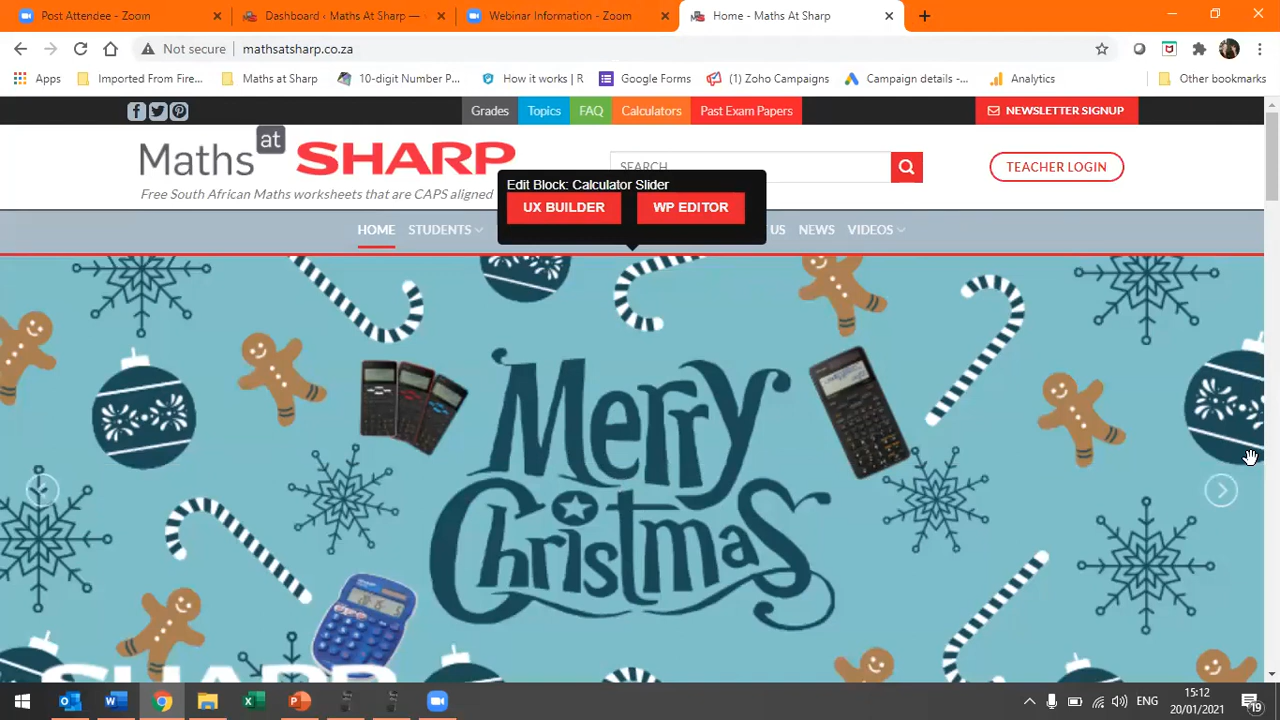 Post Attendee - Zoom
Dashboard ‹ Maths At Sharp —
Webinar Information - Zoom
Home - Maths At Sharp
Not secure
mathsatsharp.co.za
Apps
Imported From Fire...
Maths at Sharp
10-digit Number P...
How it works | R
Google Forms
(1) Zoho Campaigns
Campaign details -...
Analytics
Other bookmarks
Grades
Topics
FAQ
Calculators
Past Exam Papers
NEWSLETTER SIGNUP
Maths at SHARP
Free South African Maths worksheets that are CAPS aligned
SEARCH
TEACHER LOGIN
Edit Block: Calculator Slider
UX BUILDER
WP EDITOR
HOME
STUDENTS
US
NEWS
VIDEOS
Merry
Christmas
SHARP
ENG
15:12
20/01/2021
19